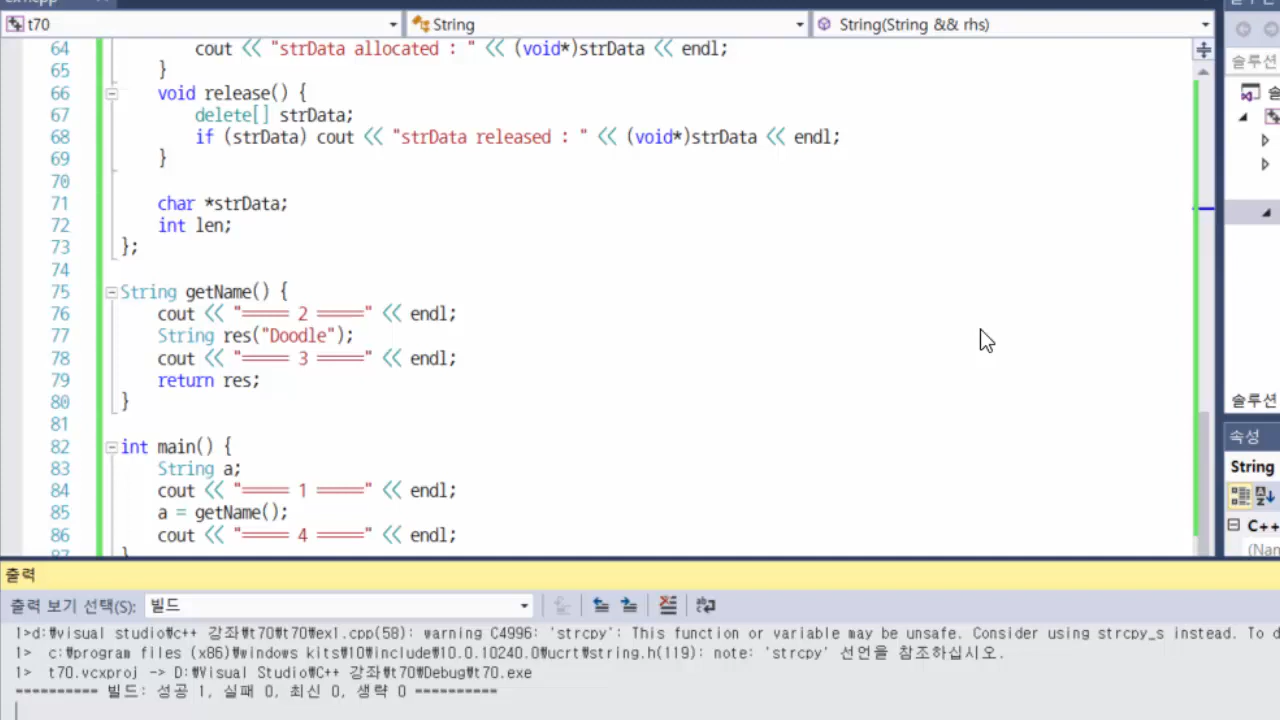 t70
String
String(String && rhs)
64 cout << "strData allocated : " << (void*)strData << endl;
65 }
66 void release() {
67 delete[] strData;
68 if (strData) cout << "strData released : " << (void*)strData << endl;
69 }
70
71 char *strData;
72 int len;
73 };
74
75 String getName() {
76 cout << "===== 2 =====" << endl;
77 String res("Doodle");
78 cout << "===== 3 =====" << endl;
79 return res;
80 }
81
82 int main() {
83 String a;
84 cout << "===== 1 =====" << endl;
85 a = getName();
86 cout << "===== 4 =====" << endl;
솔루션
솔
솔루션
속성
String
C++
출력
출력 보기 선택(S): 빌드
1>d:\visual studio\c++ 강좌\t70\t70\ex1.cpp(58): warning C4996: 'strcpy': This function or variable may be unsafe. Consider using strcpy_s instead. To d
1> c:\program files (x86)\windows kits\10\include\10.0.10240.0\ucrt\string.h(119): note: 'strcpy' 선언을 참조하십시오.
1> t70.vcxproj -> D:\Visual Studio\C++ 강좌\t70\Debug\t70.exe
========== 빌드: 성공 1, 실패 0, 최신 0, 생략 0 ==========